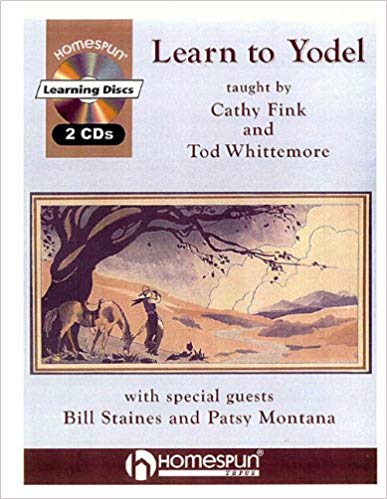 HOMESPUN®
Learning Discs
2 CDs
Learn to Yodel
taught by
Cathy Fink
and
Tod Whittemore
with special guests
Bill Staines and Patsy Montana
HOMESPUN®
TAPES